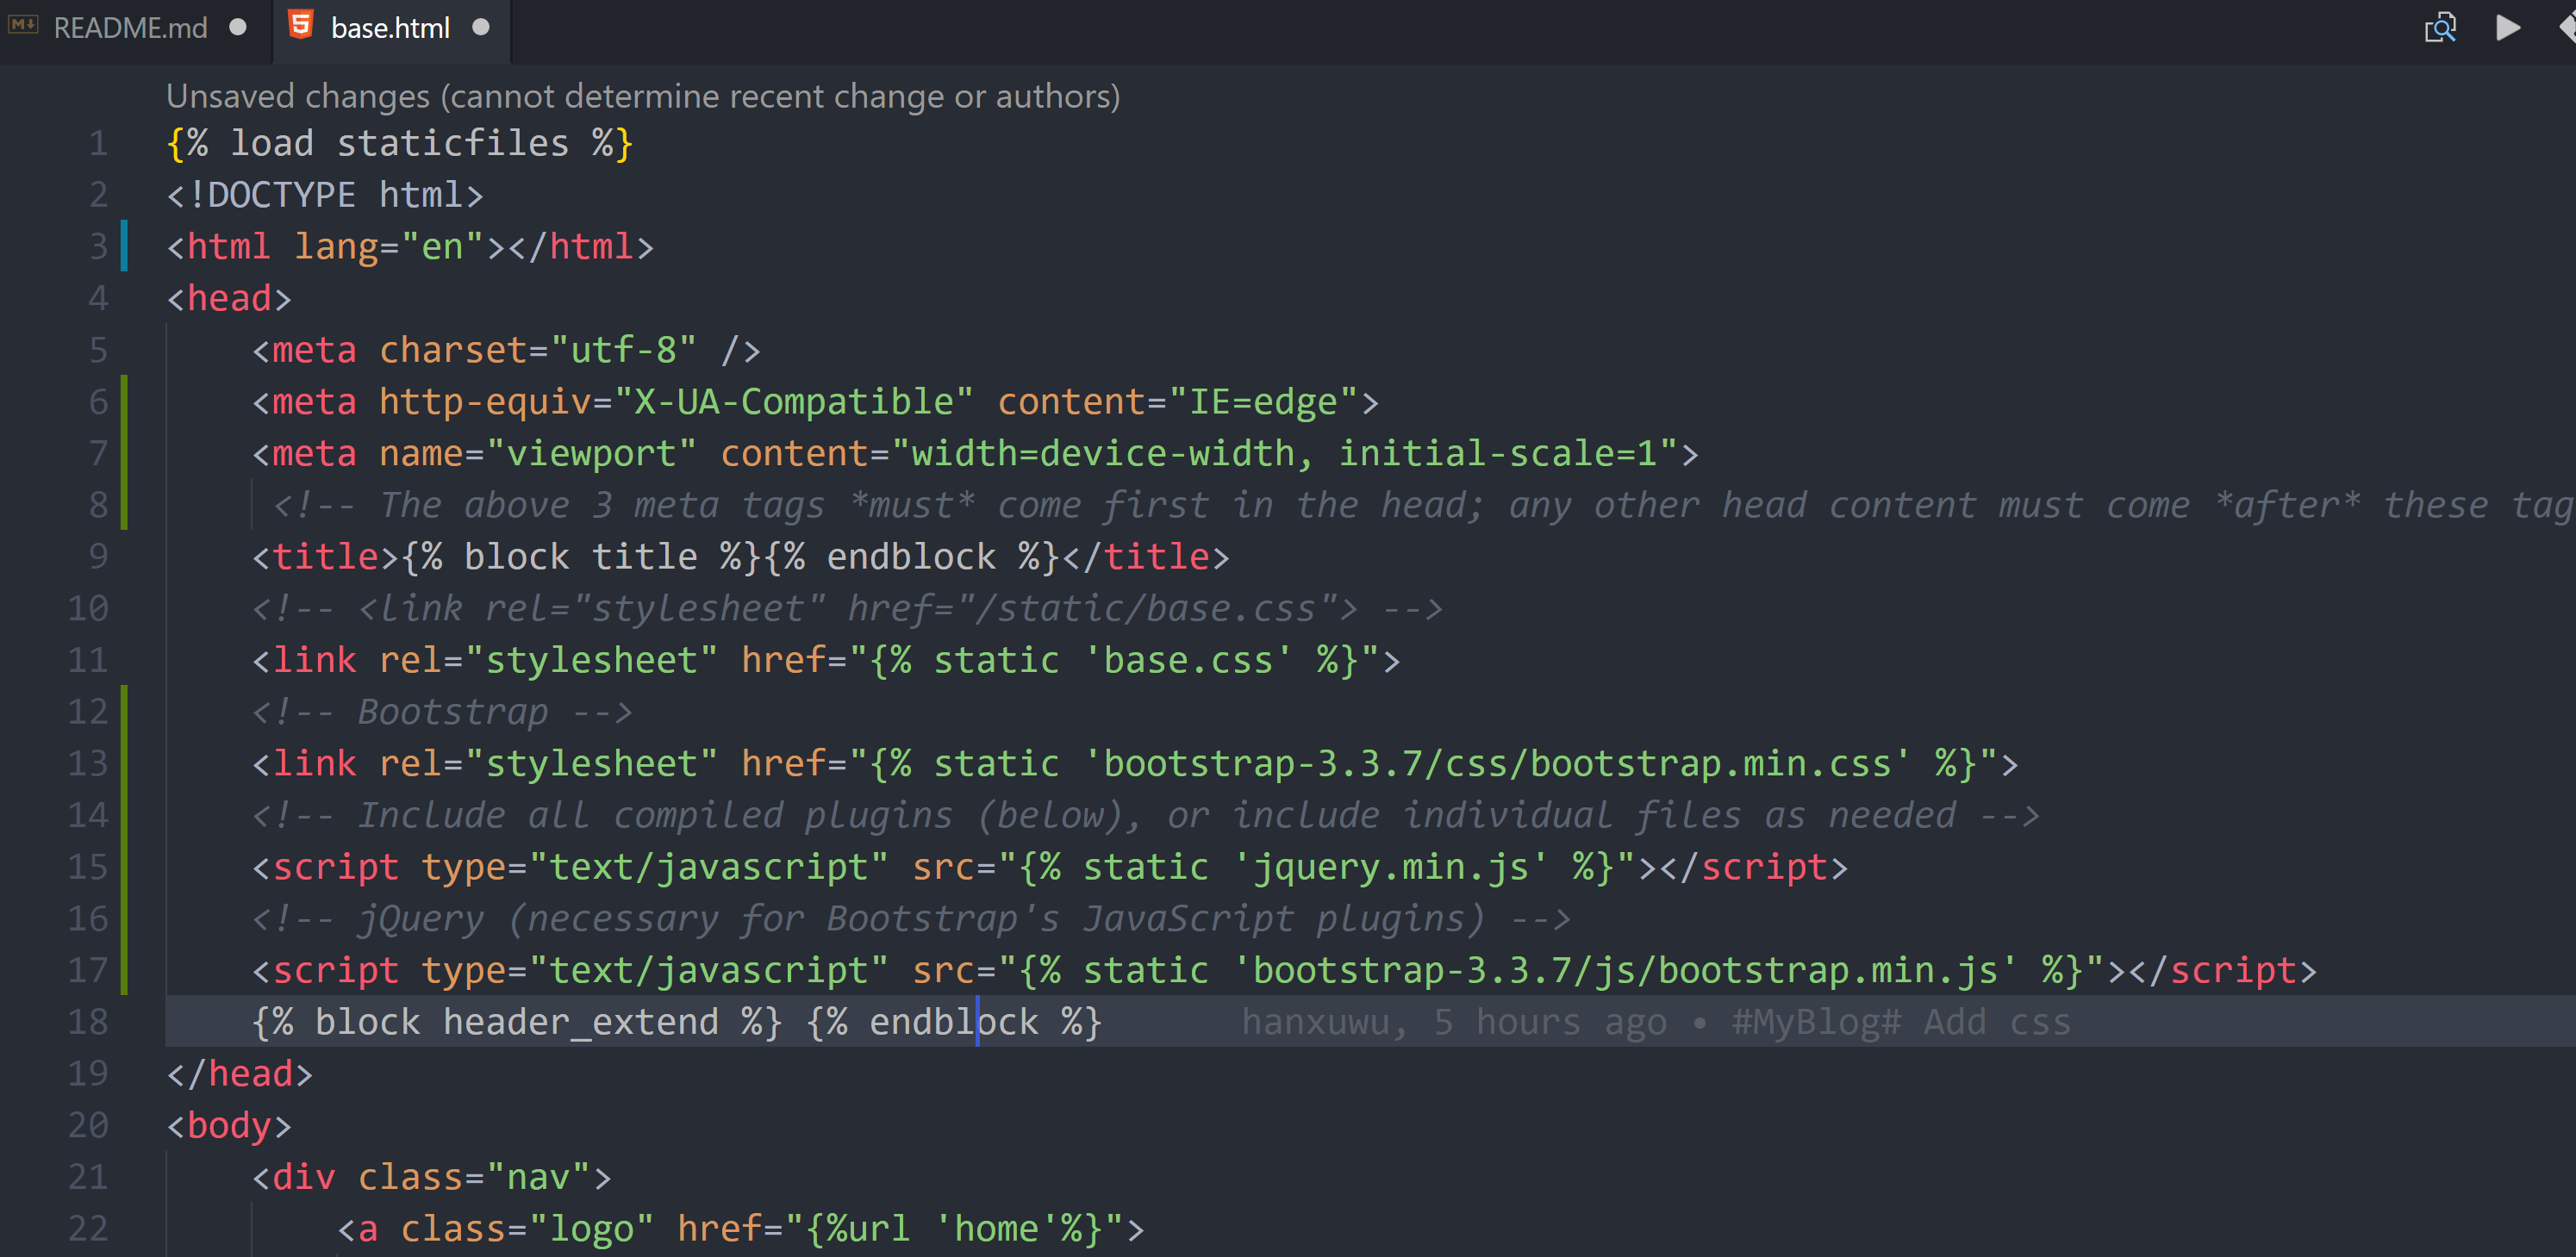 README.md base.html
Unsaved changes (cannot determine recent change or authors)
1 {% load staticfiles %}
2 <!DOCTYPE html>
3 <html lang="en"></html>
4 <head>
5 <meta charset="utf-8" />
6 <meta http-equiv="X-UA-Compatible" content="IE=edge">
7 <meta name="viewport" content="width=device-width, initial-scale=1">
8 <!-- The above 3 meta tags *must* come first in the head; any other head content must come *after* these tag
9 <title>{% block title %}{% endblock %}</title>
10 <!-- <link rel="stylesheet" href="/static/base.css"> -->
11 <link rel="stylesheet" href="{% static 'base.css' %}">
12 <!-- Bootstrap -->
13 <link rel="stylesheet" href="{% static 'bootstrap-3.3.7/css/bootstrap.min.css' %}">
14 <!-- Include all compiled plugins (below), or include individual files as needed -->
15 <script type="text/javascript" src="{% static 'jquery.min.js' %}"></script>
16 <!-- jQuery (necessary for Bootstrap's JavaScript plugins) -->
17 <script type="text/javascript" src="{% static 'bootstrap-3.3.7/js/bootstrap.min.js' %}"></script>
18 {% block header_extend %} {% endblock %} hanxuwu, 5 hours ago • #MyBlog# Add css
19 </head>
20 <body>
21 <div class="nav">
22 <a class="logo" href="{%url 'home'%}">